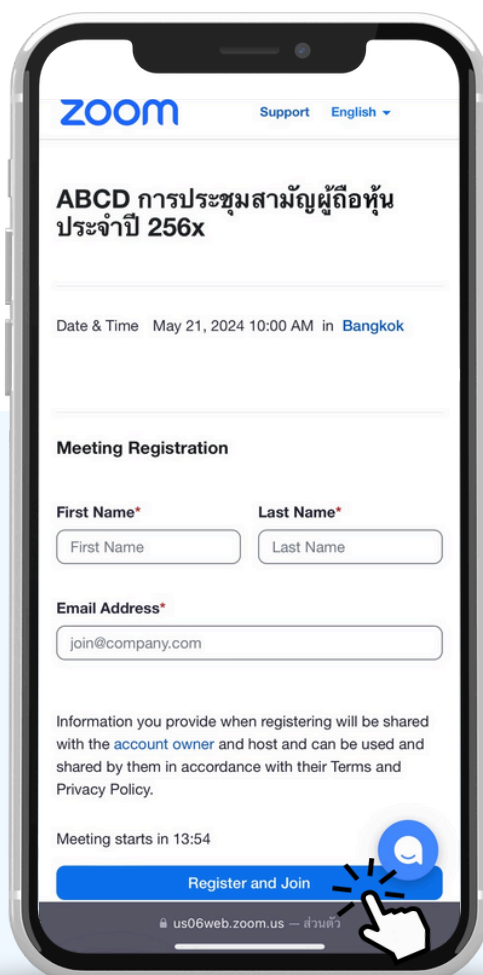 zoom
Support English
ABCD การประชุมสามัญผู้ถือหุ้น
ประจำปี 256x
Date & Time May 21, 2024 10:00 AM in Bangkok
Meeting Registration
First Name* Last Name*
First Name Last Name
Email Address*
join@company.com
Information you provide when registering will be shared
with the account owner and host and can be used and
shared by them in accordance with their Terms and
Privacy Policy.
Meeting starts in 13:54
Register and Join
us06web.zoom.us — ส่วนตัว